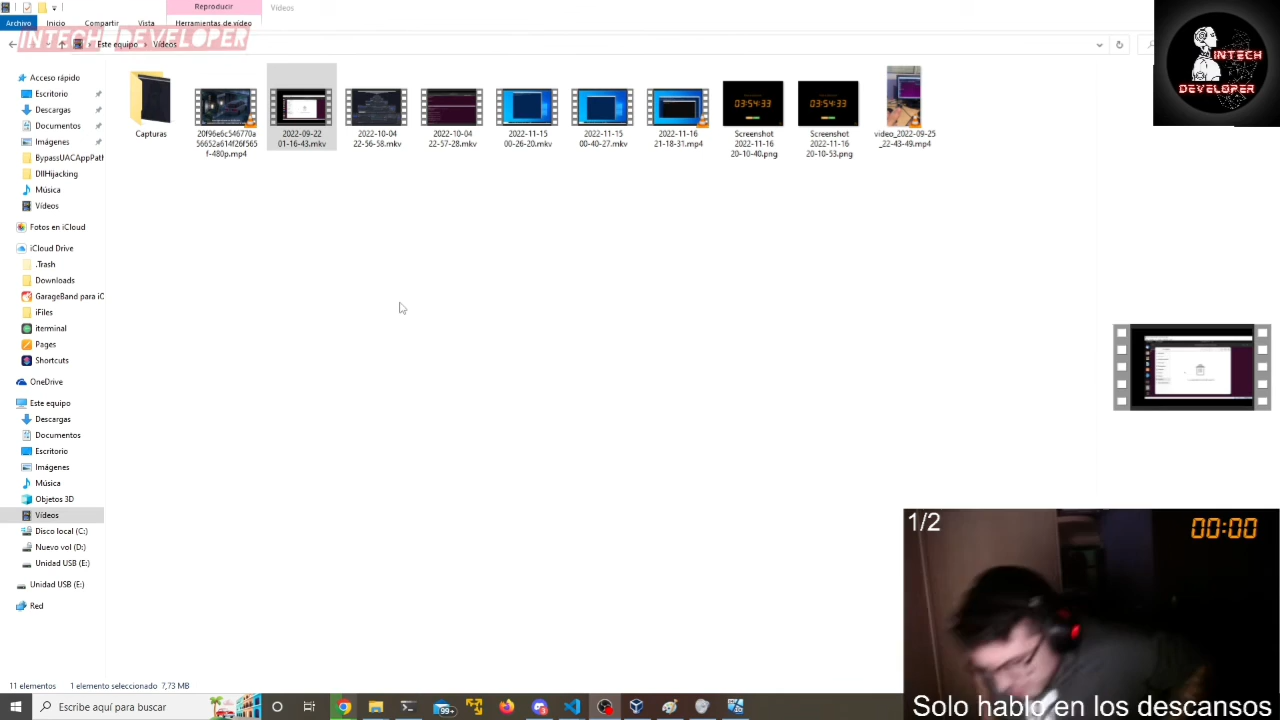 Reproducir
Videos
Archivo
Inicio
Compartir
Vista
Herramientas de vídeo
INTECH DEVELOPER
Este equipo
Vídeos
INTECH
DEVELOPER
Acceso rápido
Escritorio
Descargas
Documentos
Imágenes
BypassUACAppPath
DllHijacking
Música
Vídeos
Fotos en iCloud
iCloud Drive
.Trash
Downloads
GarageBand para iC
iFiles
iterminal
Pages
Shortcuts
OneDrive
Este equipo
Descargas
Documentos
Escritorio
Imágenes
Música
Objetos 3D
Vídeos
Disco local (C:)
Nuevo vol (D:)
Unidad USB (E:)
Unidad USB (E:)
Red
Capturas
20f96e6c546770a
56652a614f26f565
f-480p.mp4
2022-09-22
01-16-43.mkv
2022-10-04
22-56-58.mkv
2022-10-04
22-57-28.mkv
2022-11-15
00-26-20.mkv
2022-11-15
00-40-27.mkv
2022-11-16
21-18-31.mp4
03:54:33
Screenshot
2022-11-16
20-10-40.png
03:54:33
Screenshot
2022-11-16
20-10-53.png
video_2022-09-25
_22-43-49.mp4
1/2
00:00
Solo hablo en los descansos
11 elementos
1 elemento seleccionado 7,73 MB
Escribe aquí para buscar
99+